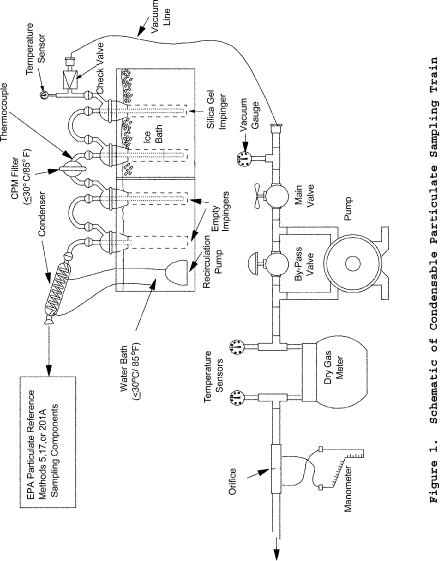 Temperature
Sensor
Vacuum
Line
Check Valve
Thermocouple
CPM Filter
(≤30° C/85° F)
Condenser
Ice
Bath
Silica Gel
Impinger
Empty
Impingers
Recirculation
Pump
Water Bath
(≤30°C/ 85°F)
EPA Particulate Reference
Methods 5,17,or 201A
Sampling Components
Vacuum
Gauge
Main
Valve
By-Pass
Valve
Pump
Temperature
Sensors
Dry Gas
Meter
Orifice
Manometer
Figure 1. Schematic of Condensable Particulate Sampling Train